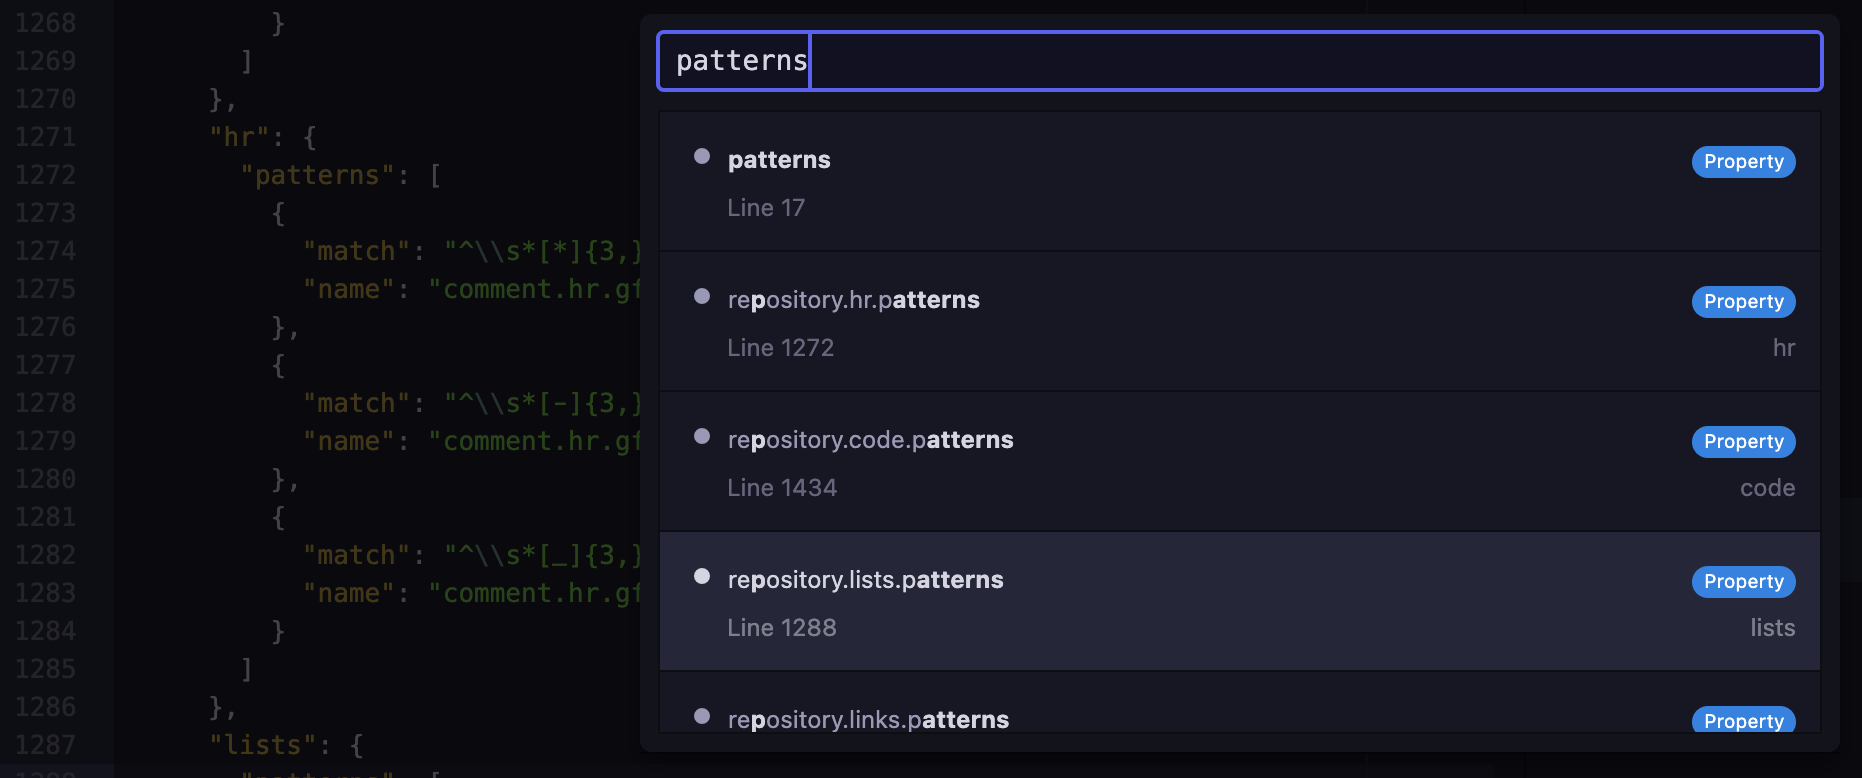 1268 }
1269 ]
1270 },
1271 "hr": {
1272 "patterns": [
1273 {
1274 "match": "^\\s*[*]{3,}
1275 "name": "comment.hr.gf
1276 },
1277 {
1278 "match": "^\\s*[-]{3,}
1279 "name": "comment.hr.gf
1280 },
1281 {
1282 "match": "^\\s*[_]{3,}
1283 "name": "comment.hr.gf
1284 }
1285 ]
1286 },
1287 "lists": {
1288 "patterns": [
patterns
patterns Property
Line 17
repository.hr.patterns Property
Line 1272 hr
repository.code.patterns Property
Line 1434 code
repository.lists.patterns Property
Line 1288 lists
repository.links.patterns Property